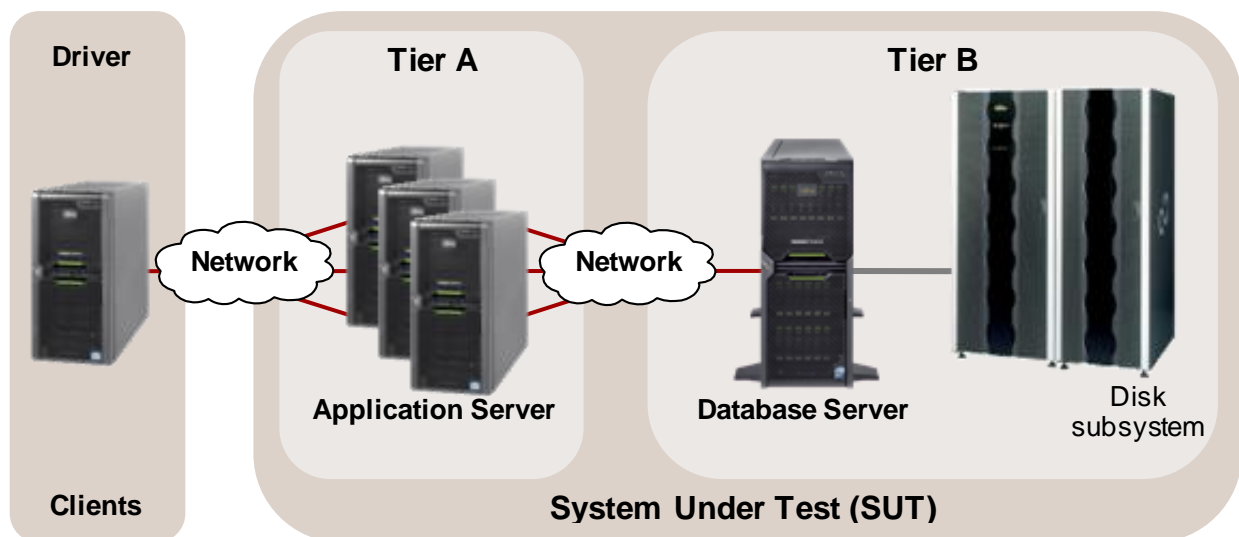 Driver
Tier A
Tier B
Network
Network
Application Server
Database Server
Disk
subsystem
Clients
System Under Test (SUT)